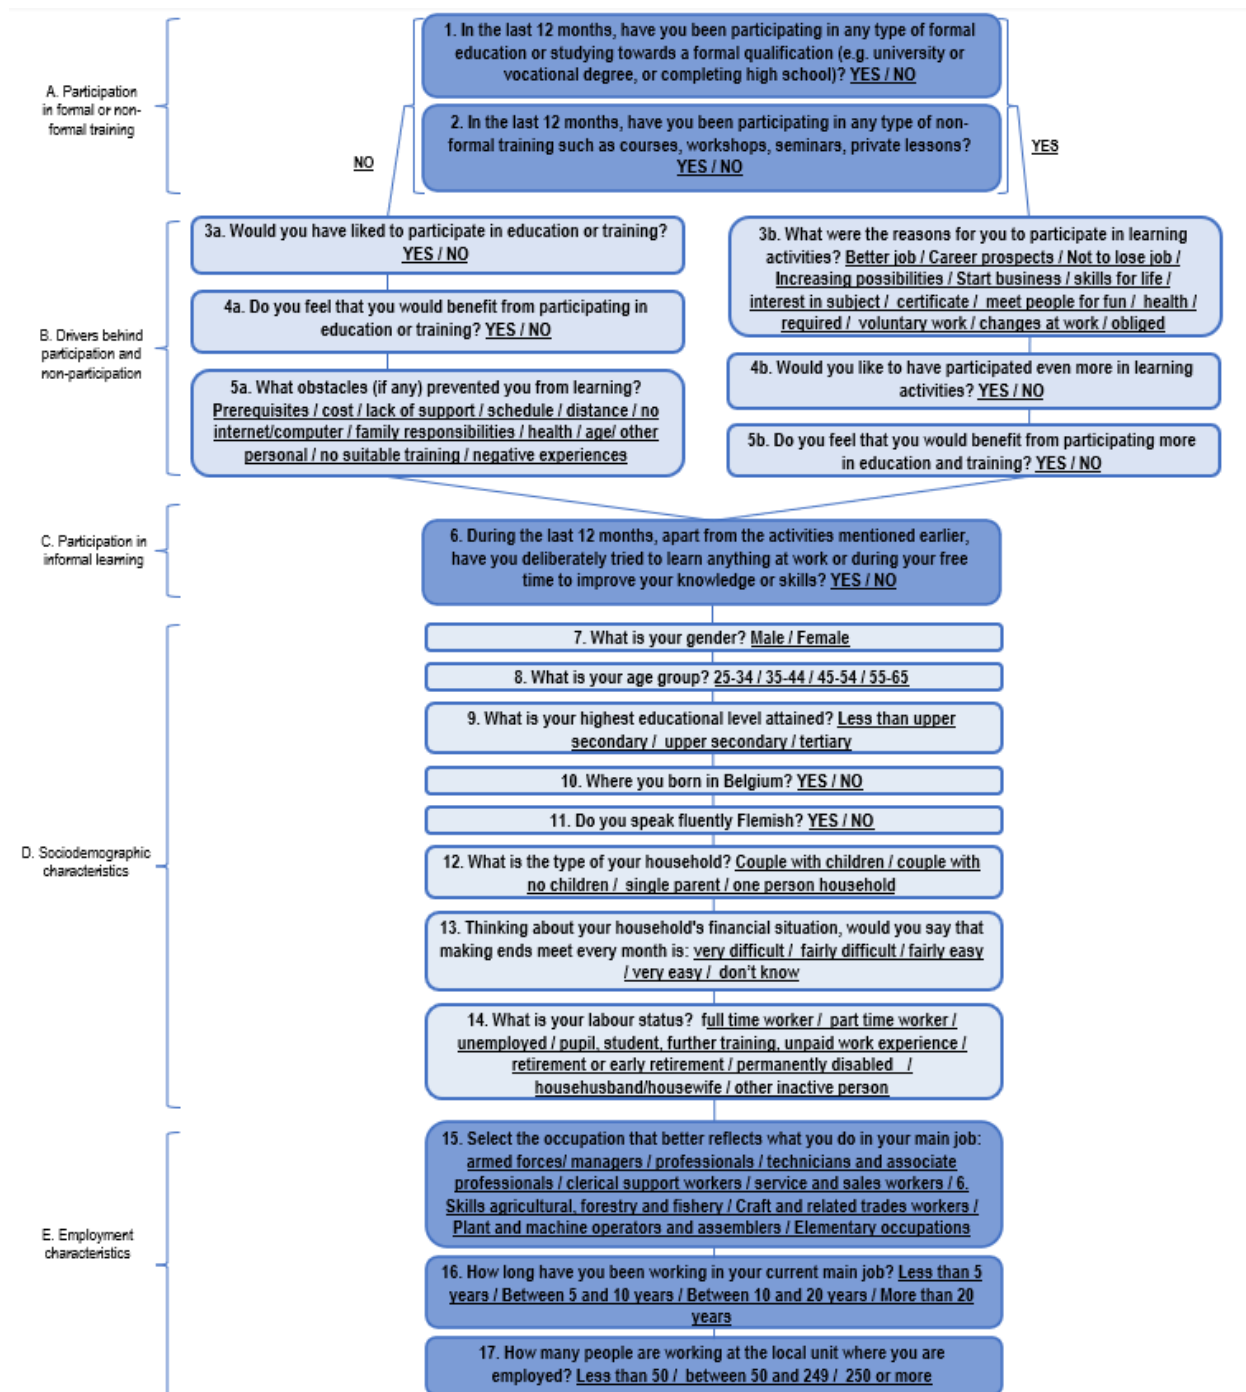 1. In the last 12 months, have you been participating in any type of formal
education or studying towards a formal qualification (e.g. university or
vocational degree, or completing high school)? YES / NO
A. Participation
in formal or non-
formal training
2. In the last 12 months, have you been participating in any type of non-
formal training such as courses, workshops, seminars, private lessons?
YES / NO
NO
YES
B. Drivers behind
participation and
non-participation
3a. Would you have liked to participate in education or training?
YES / NO
4a. Do you feel that you would benefit from participating in
education or training? YES / NO
5a. What obstacles (if any) prevented you from learning?
Prerequisites / cost / lack of support / schedule / distance / no
internet/computer / family responsibilities / health / age/ other
personal / no suitable training / negative experiences
3b. What were the reasons for you to participate in learning
activities? Better job / Career prospects / Not to lose job /
Increasing possibilities / Start business / skills for life /
interest in subject / certificate / meet people for fun / health /
required / voluntary work / changes at work / obliged
4b. Would you like to have participated even more in learning
activities? YES / NO
5b. Do you feel that you would benefit from participating more
in education and training? YES / NO
C. Participation in
informal learning
6. During the last 12 months, apart from the activities mentioned earlier,
have you deliberately tried to learn anything at work or during your free
time to improve your knowledge or skills? YES / NO
D. Sociodemographic
characteristics
7. What is your gender? Male / Female
8. What is your age group? 25-34 / 35-44 / 45-54 / 55-65
9. What is your highest educational level attained? Less than upper
secondary / upper secondary / tertiary
10. Where you born in Belgium? YES / NO
11. Do you speak fluently Flemish? YES / NO
12. What is the type of your household? Couple with children / couple with
no children / single parent / one person household
13. Thinking about your household's financial situation, would you say that
making ends meet every month is: very difficult / fairly difficult / fairly easy
/ very easy / don't know
14. What is your labour status? full time worker / part time worker /
unemployed / pupil, student, further training, unpaid work experience /
retirement or early retirement / permanently disabled /
househusband/housewife / other inactive person
E. Employment
characteristics
15. Select the occupation that better reflects what you do in your main job:
armed forces/ managers / professionals / technicians and associate
professionals / clerical support workers / service and sales workers / 6.
Skills agricultural, forestry and fishery / Craft and related trades workers /
Plant and machine operators and assemblers / Elementary occupations
16. How long have you been working in your current main job? Less than 5
years / Between 5 and 10 years / Between 10 and 20 years / More than 20
years
17. How many people are working at the local unit where you are
employed? Less than 50 / between 50 and 249 / 250 or more